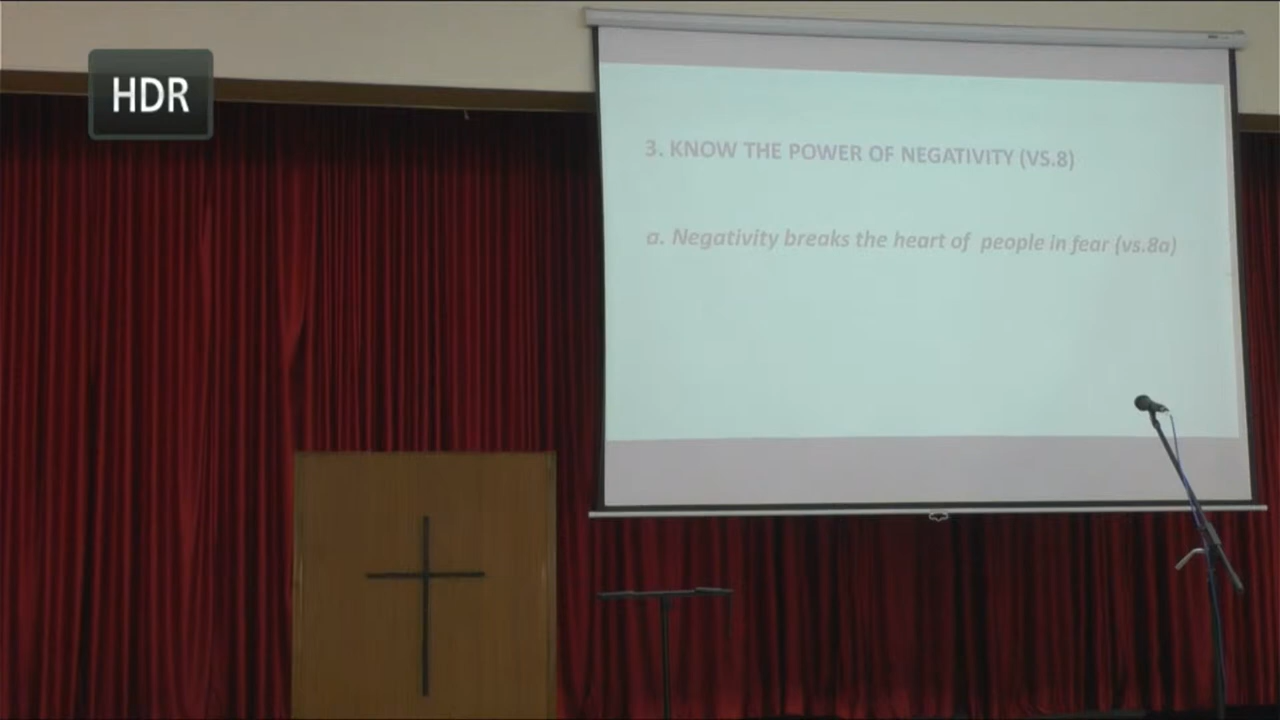 HDR
3. KNOW THE POWER OF NEGATIVITY (VS.8)
a. Negativity breaks the heart of  people in fear (vs.8a)